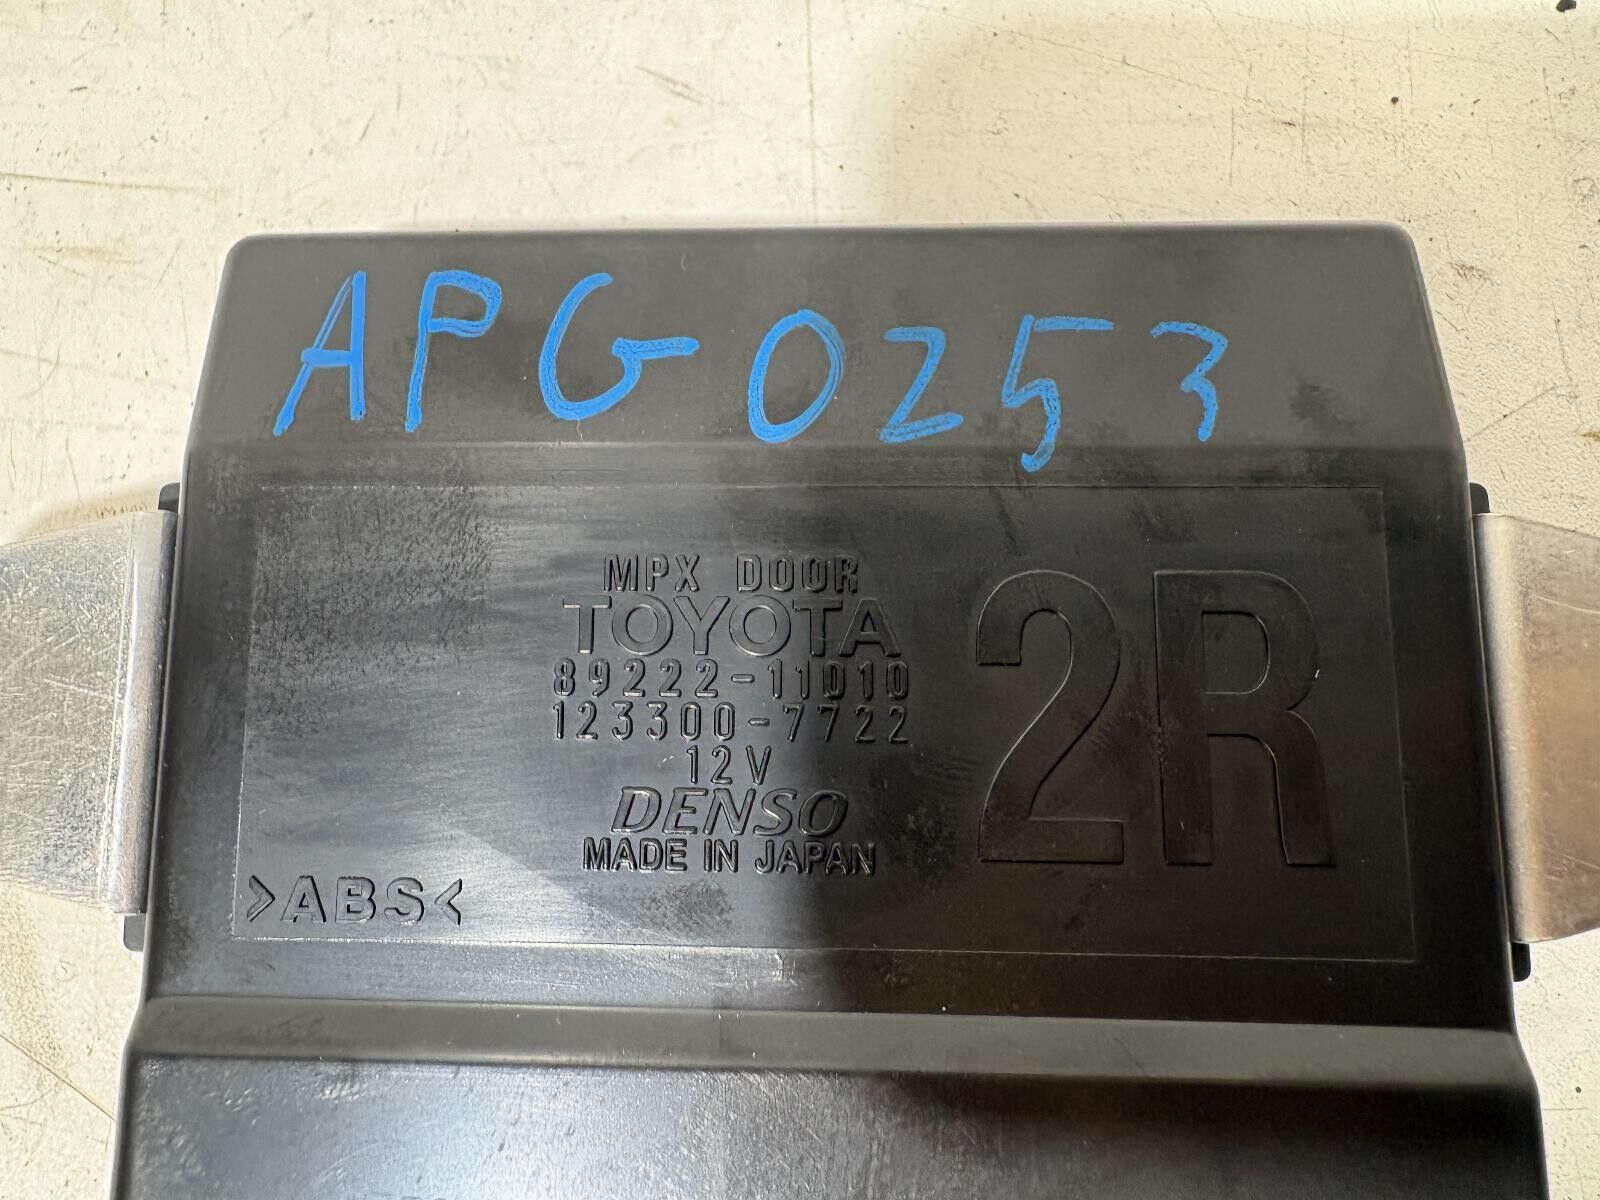 APG0253
MPX DOOR
TOYOTA
89222-11010
123300-7722
12V
DENSO
MADE IN JAPAN
2R
>ABS<